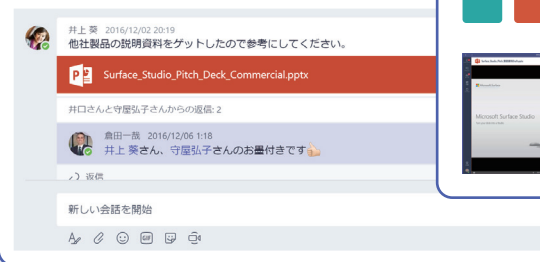 井上 葵 2016/12/02 20:19
他社製品の説明資料をゲットしたので参考にしてください。
Surface_Studio_Pitch_Deck_Commercial.pptx
井口さんと守屋弘子さんからの返信: 2
倉田一哉 2016/12/06 1:18
井上 葵さん、守屋弘子さんのお墨付きです
返信
新しい会話を開始
GIF
Microsoft Surface Studio